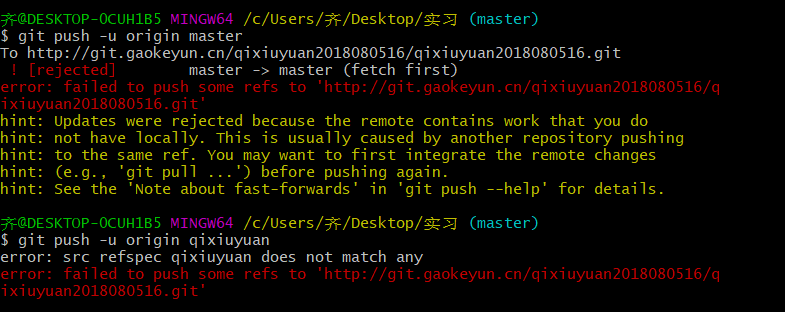 齐@DESKTOP-OCUH1B5 MINGW64 /c/Users/齐/Desktop/实习 (master)
$ git push -u origin master
To http://git.gaokeyun.cn/qixiuyuan2018080516/qixiuyuan2018080516.git
 ! [rejected]        master -> master (fetch first)
error: failed to push some refs to 'http://git.gaokeyun.cn/qixiuyuan2018080516/q
ixiuyuan2018080516.git'
hint: Updates were rejected because the remote contains work that you do
hint: not have locally. This is usually caused by another repository pushing
hint: to the same ref. You may want to first integrate the remote changes
hint: (e.g., 'git pull ...') before pushing again.
hint: See the 'Note about fast-forwards' in 'git push --help' for details.
齐@DESKTOP-OCUH1B5 MINGW64 /c/Users/齐/Desktop/实习 (master)
$ git push -u origin qixiuyuan
error: src refspec qixiuyuan does not match any
error: failed to push some refs to 'http://git.gaokeyun.cn/qixiuyuan2018080516/q
ixiuyuan2018080516.git'